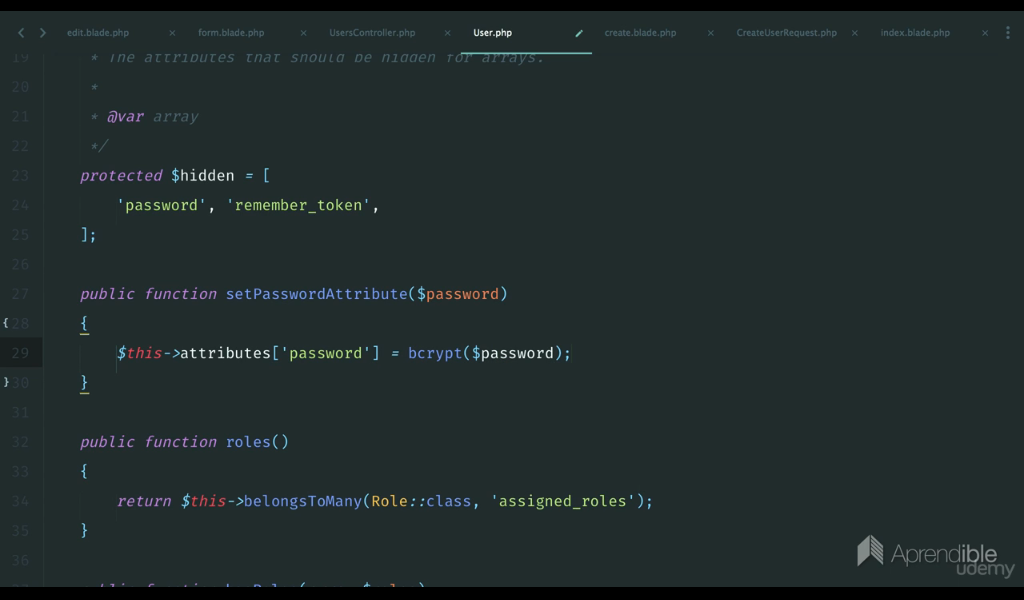 edit.blade.php × form.blade.php × UsersController.php × User.php create.blade.php × CreateUserRequest.php × index.blade.php ×
19 * The attributes that should be hidden for arrays.
20 *
21 * @var array
22 */
23 protected $hidden = [
24 'password', 'remember_token',
25 ];
26
27 public function setPasswordAttribute($password)
28 {
29 $this->attributes['password'] = bcrypt($password);
30 }
31
32 public function roles()
33 {
34 return $this->belongsToMany(Role::class, 'assigned_roles');
35 }
36
Aprendible
udemy